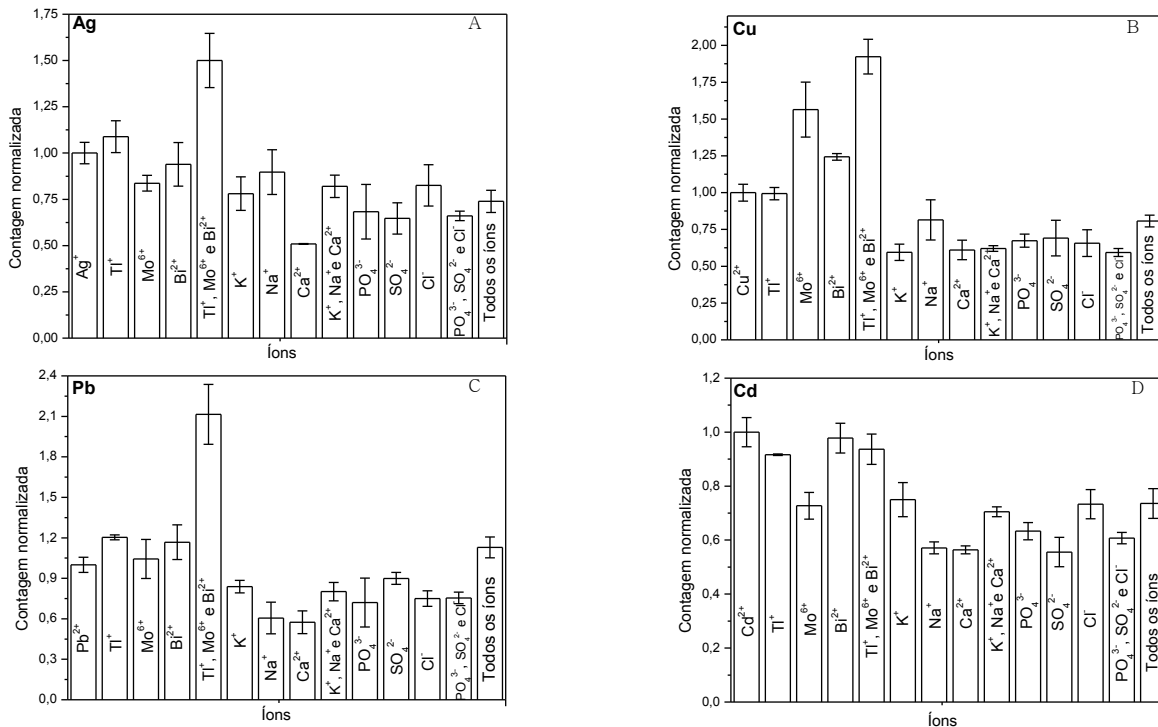 Ag
A
Contagem normalizada
1,75
1,50
1,25
1,00
0,75
0,50
0,25
0,00
Ag⁺
Tl⁺
Mo⁶⁺
Bi²⁺
Tl⁺, Mo⁶⁺ e Bi²⁺
K⁺
Na⁺
Ca²⁺
K⁺, Na⁺ e Ca²⁺
PO₄³⁻
SO₄²⁻
Cl⁻
PO₄³⁻, SO₄²⁻ e Cl⁻
Todos os íons
Íons
Cu
B
Contagem normalizada
2,00
1,75
1,50
1,25
1,00
0,75
0,50
0,25
0,00
Cu²⁺
Tl⁺
Mo⁶⁺
Bi²⁺
Tl⁺, Mo⁶⁺ e Bi²⁺
K⁺
Na⁺
Ca²⁺
K⁺, Na⁺ e Ca²⁺
PO₄³⁻
SO₄²⁻
Cl⁻
PO₄³⁻, SO₄²⁻ e Cl⁻
Todos os íons
Íons
Pb
C
Contagem normalizada
2,4
2,1
1,8
1,5
1,2
0,9
0,6
0,3
0,0
Pb²⁺
Tl⁺
Mo⁶⁺
Bi²⁺
Tl⁺, Mo⁶⁺ e Bi²⁺
K⁺
Na⁺
Ca²⁺
K⁺, Na⁺ e Ca²⁺
PO₄³⁻
SO₄²⁻
Cl⁻
PO₄³⁻, SO₄²⁻ e Cl⁻
Todos os íons
Íons
Cd
D
Contagem normalizada
1,2
1,0
0,8
0,6
0,4
0,2
0,0
Cd²⁺
Tl⁺
Mo⁶⁺
Bi²⁺
Tl⁺, Mo⁶⁺ e Bi²⁺
K⁺
Na⁺
Ca²⁺
K⁺, Na⁺ e Ca²⁺
PO₄³⁻
SO₄²⁻
Cl⁻
PO₄³⁻, SO₄²⁻ e Cl⁻
Todos os íons
Íons